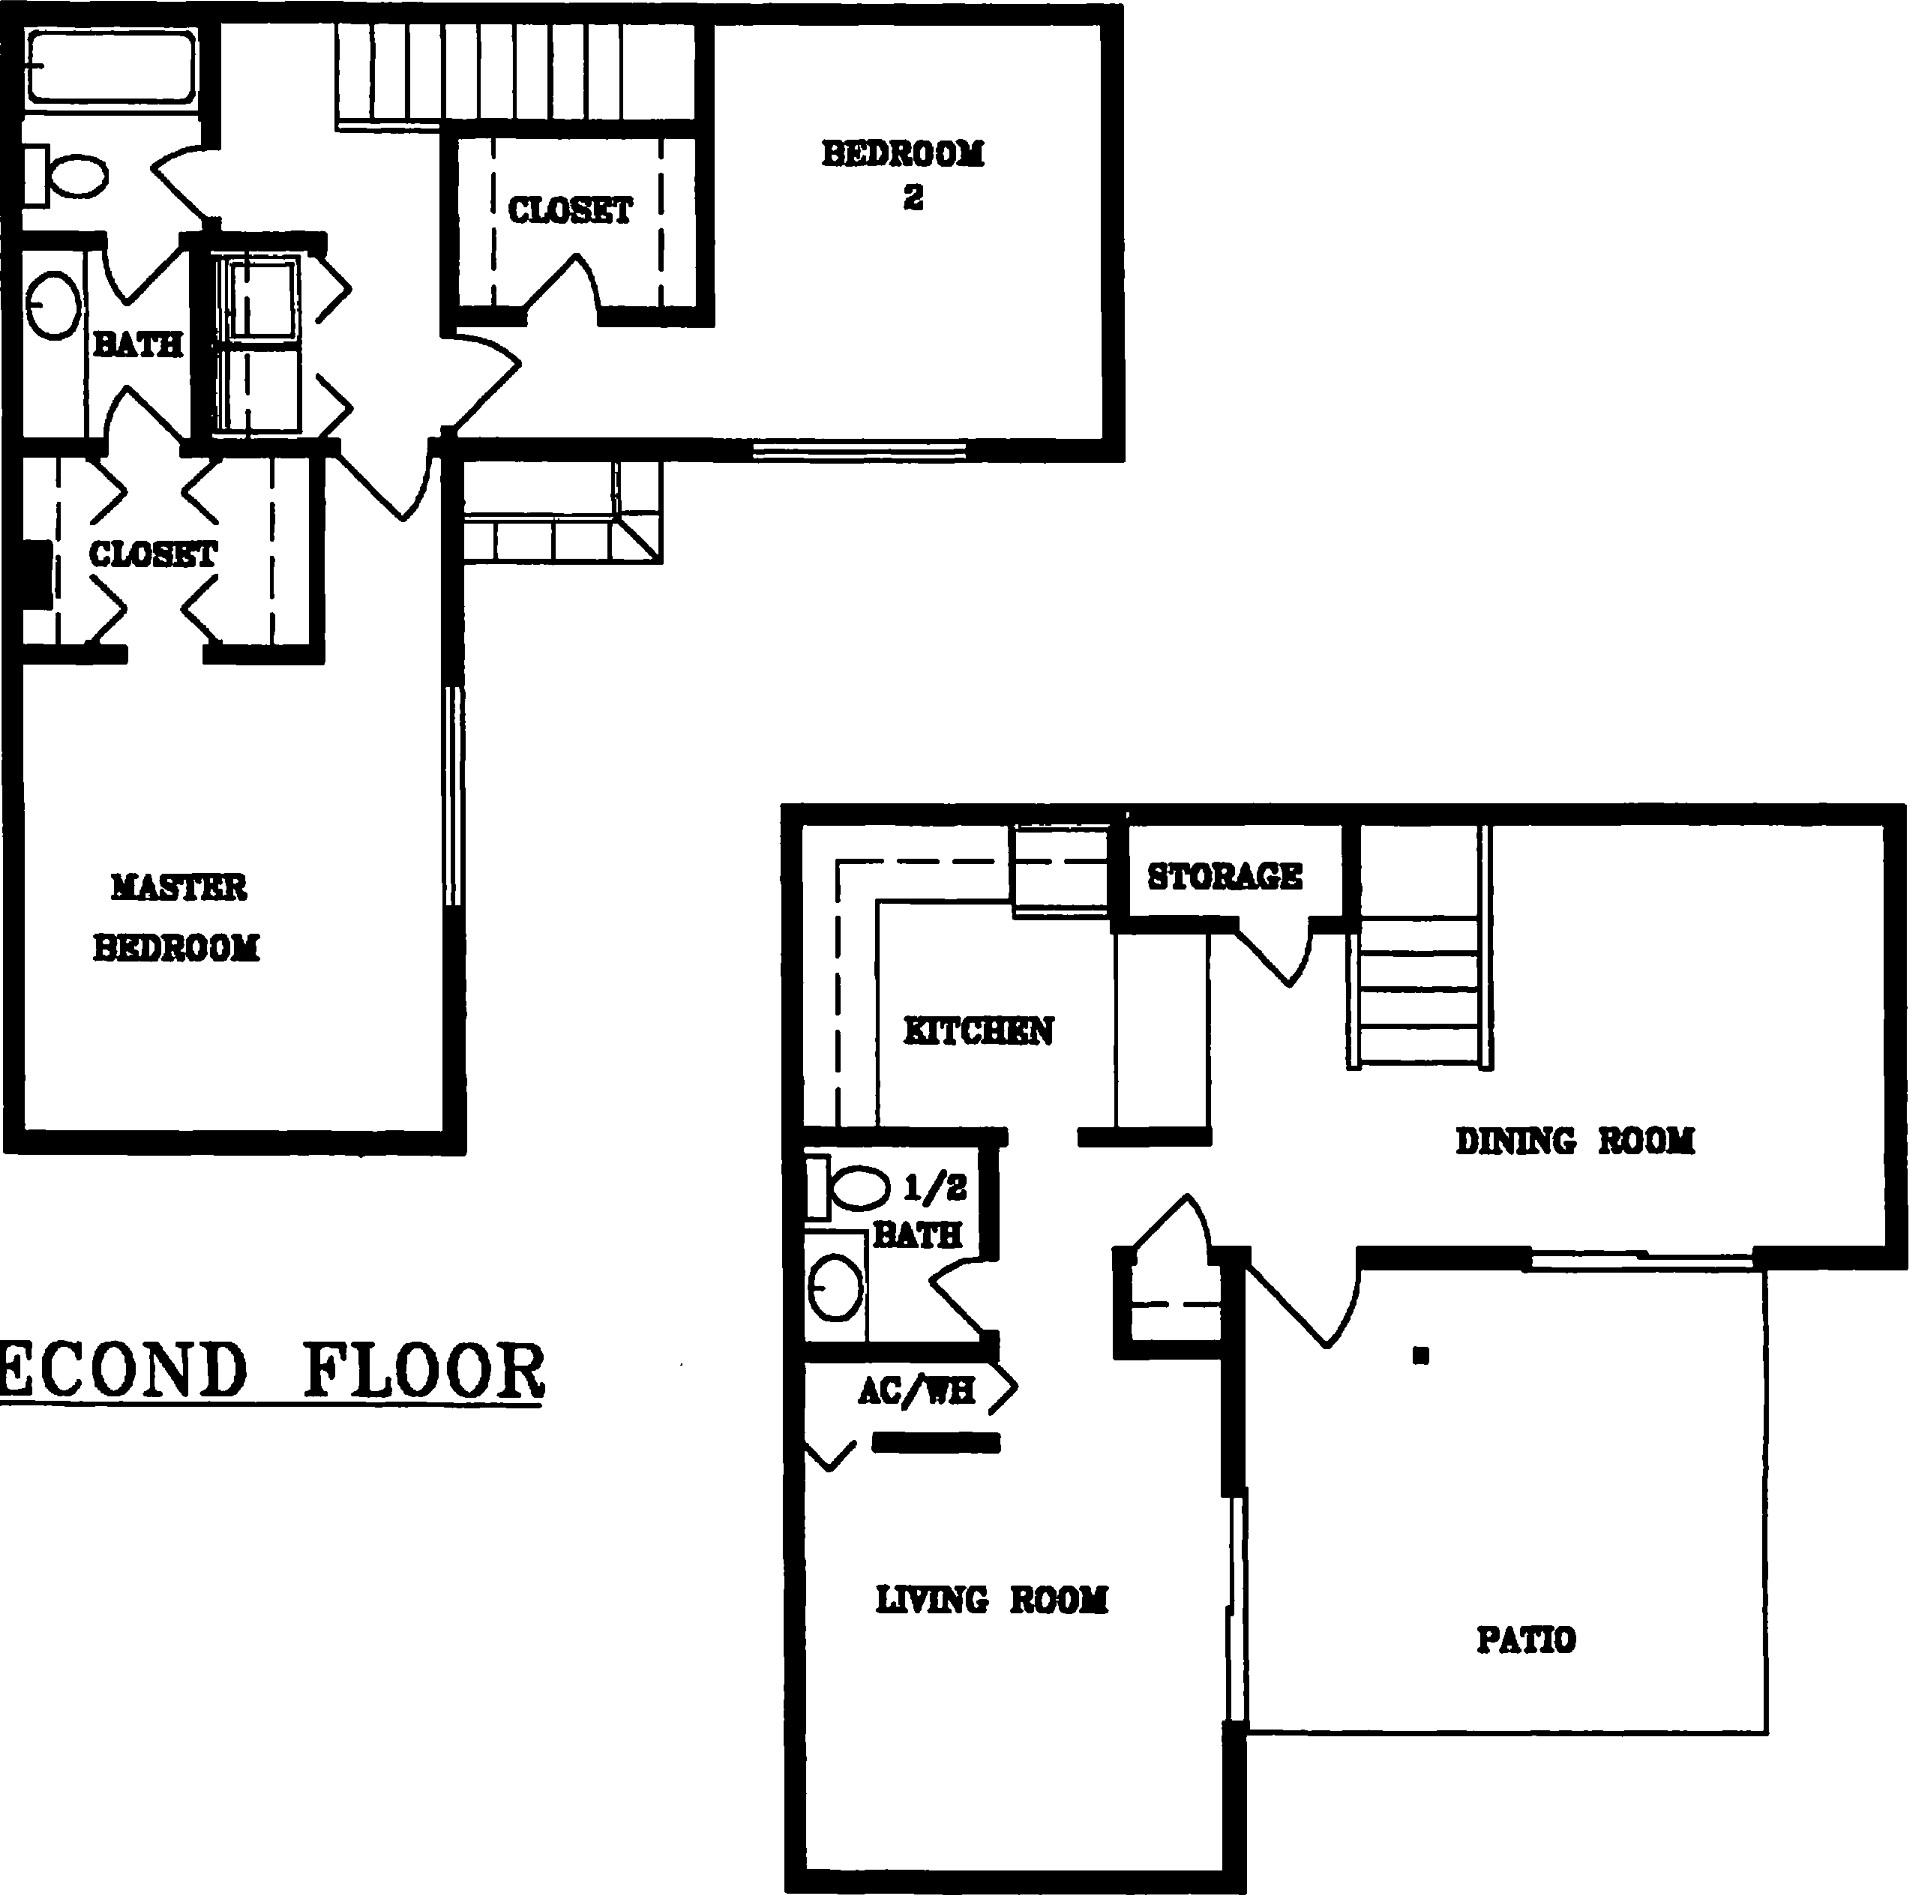 BEDROOM
2
CLOSET
BATH
CLOSET
MASTER
BEDROOM
STORAGE
KITCHEN
DINING ROOM
1/2
BATH
ECOND FLOOR
AC/WH
LIVING ROOM
PATIO